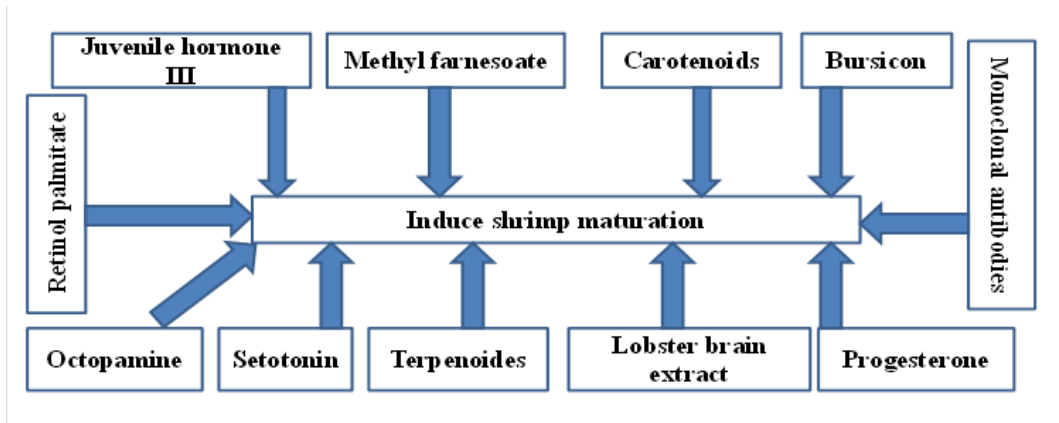 Juvenile hormone
III
Methyl farnesoate
Carotenoids
Bursicon
Monoclonal antibodies
Retinol palmitate
Induce shrimp maturation
Octopamine
Setotonin
Terpenoides
Lobster brain
extract
Progesterone